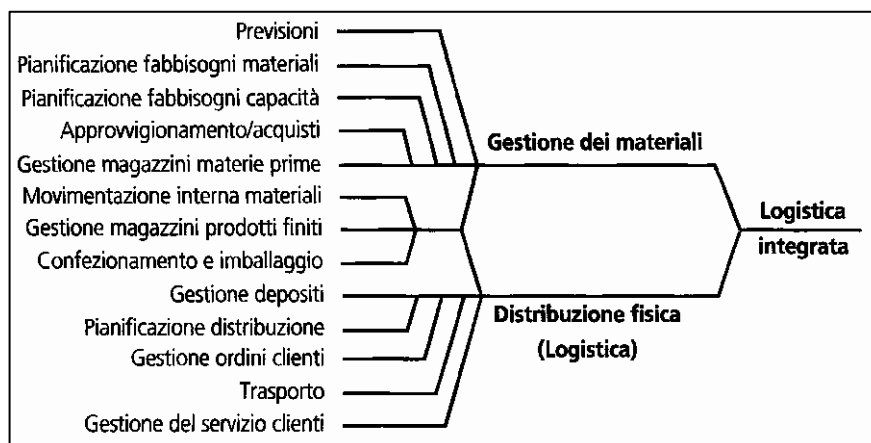 Previsioni
Pianificazione fabbisogni materiali
Pianificazione fabbisogni capacità
Approvvigionamento/acquisti
Gestione magazzini materie prime
Movimentazione interna materiali
Gestione magazzini prodotti finiti
Confezionamento e imballaggio
Gestione depositi
Pianificazione distribuzione
Gestione ordini clienti
Trasporto
Gestione del servizio clienti
Gestione dei materiali
Distribuzione fisica
(Logistica)
Logistica
integrata